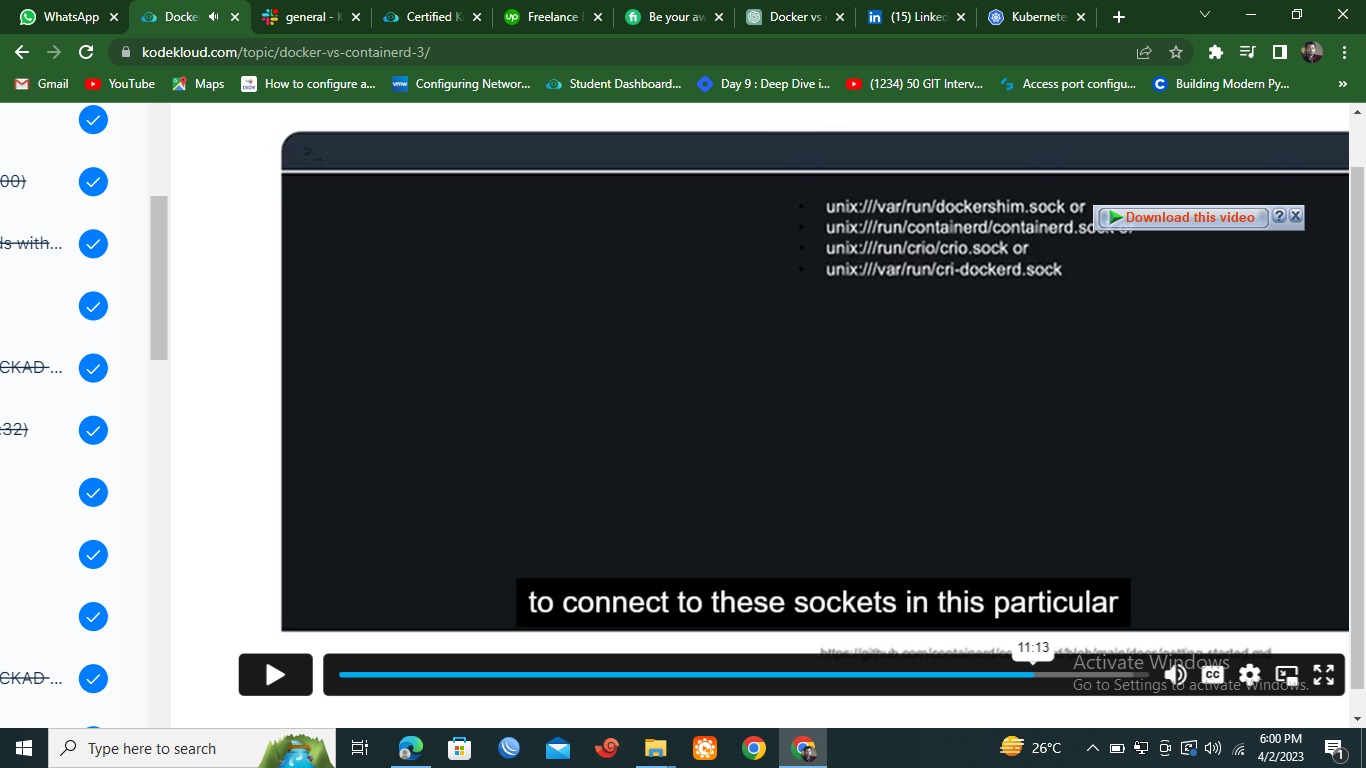 WhatsApp
Docke
general - K
Certified K
Freelance
Be your aw
Docker vs
(15) Linked
Kubernete
kodekloud.com/topic/docker-vs-containerd-3/
Gmail
YouTube
Maps
How to configure a...
Configuring Networ...
Student Dashboard...
Day 9 : Deep Dive i...
(1234) 50 GIT Interv...
Access port configu...
Building Modern Py...
»
00)
ds with...
CKAD ...
:32)
CKAD ...
>_
unix:///var/run/dockershim.sock or
unix:///run/containerd/containerd.sock or
unix:///run/crio/crio.sock or
unix:///var/run/cri-dockerd.sock
Download this video
? X
to connect to these sockets in this particular
11:13
CC
Activate Windows
Go to Settings to activate Windows.
Type here to search
26°C
6:00 PM
4/2/2023
1